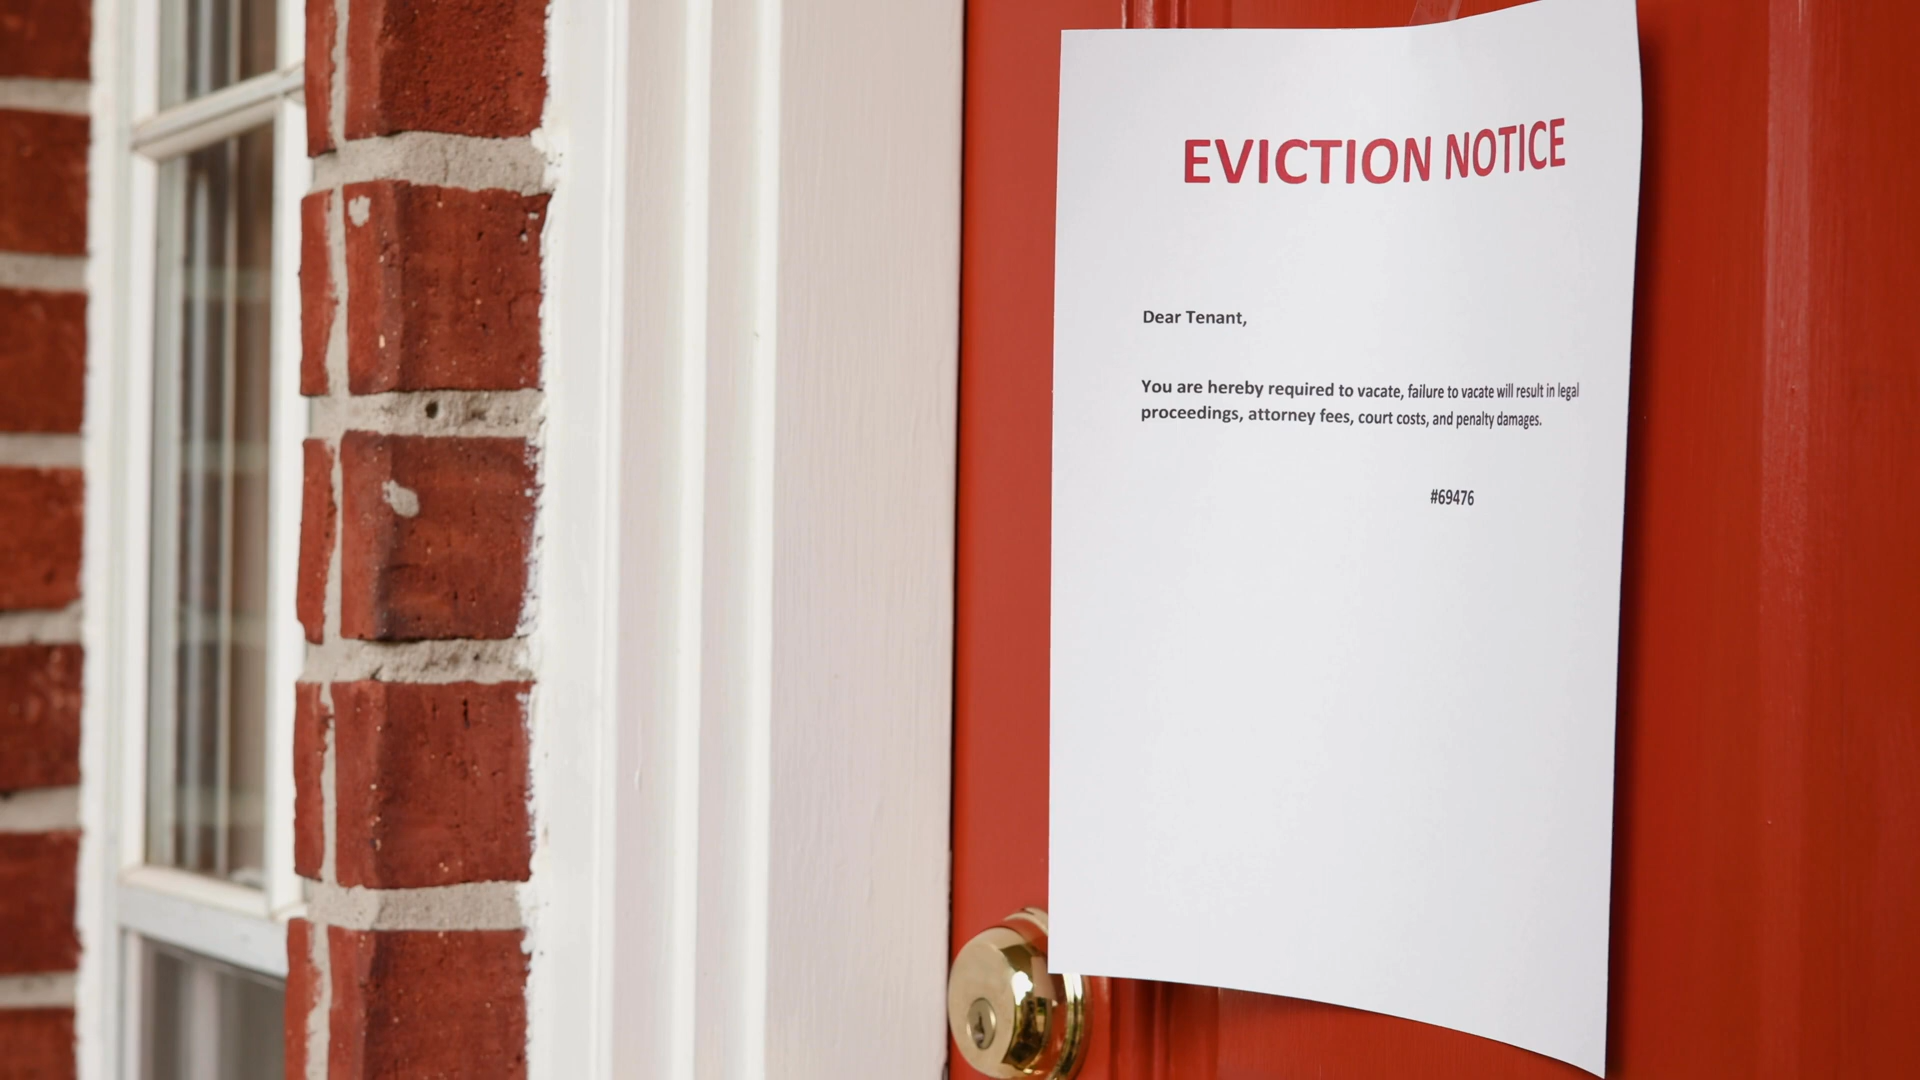 EVICTION NOTICE
Dear Tenant,
You are hereby required to vacate, failure to vacate will result in legal
proceedings, attorney fees, court costs, and penalty damages.
#69476